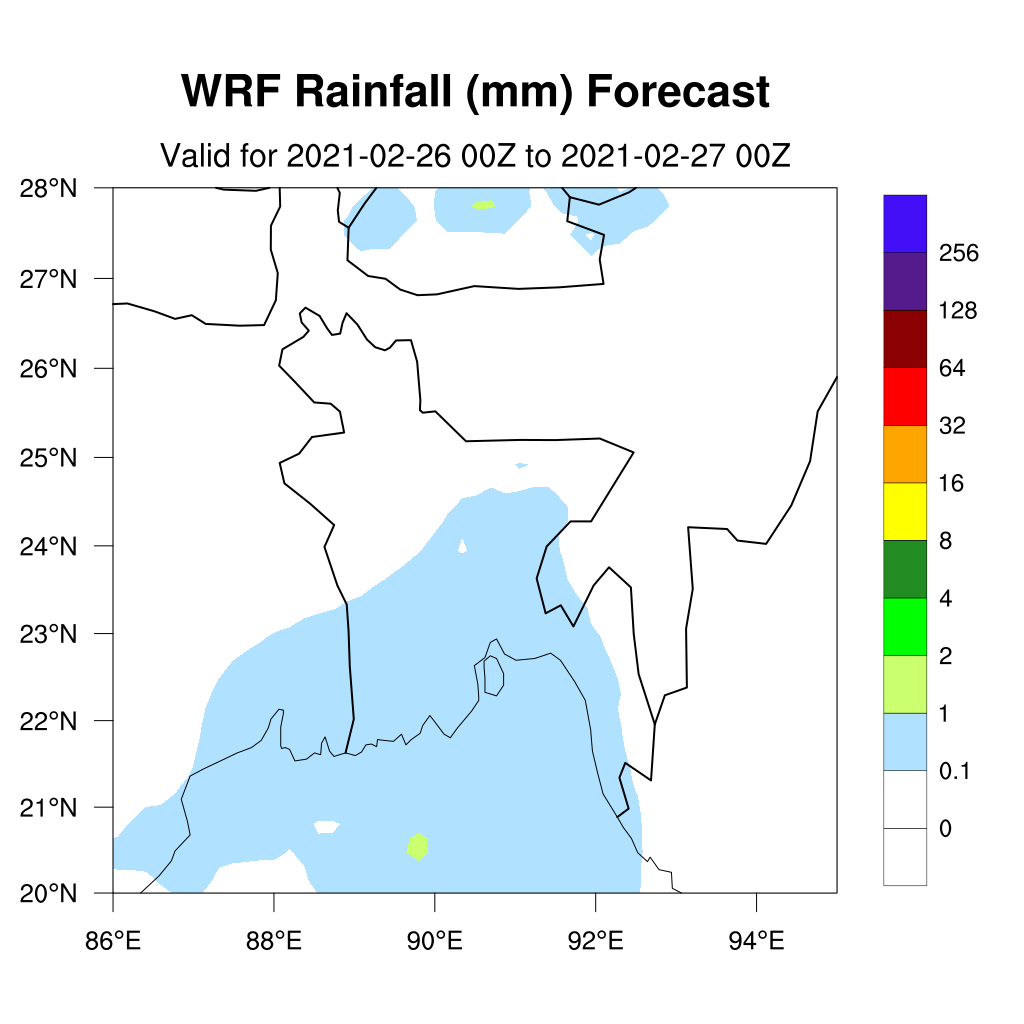 WRF Rainfall (mm) Forecast
Valid for 2021-02-26 00Z to 2021-02-27 00Z
28°N
27°N
26°N
25°N
24°N
23°N
22°N
21°N
20°N
86°E 88°E 90°E 92°E 94°E
256
128
64
32
16
8
4
2
1
0.1
0